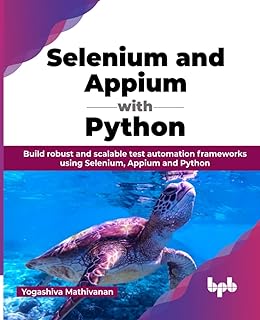 Selenium and
Appium
with
Python
Build robust and scalable test automation frameworks
using Selenium, Appium and Python
Yogashiva Mathivanan
bpb